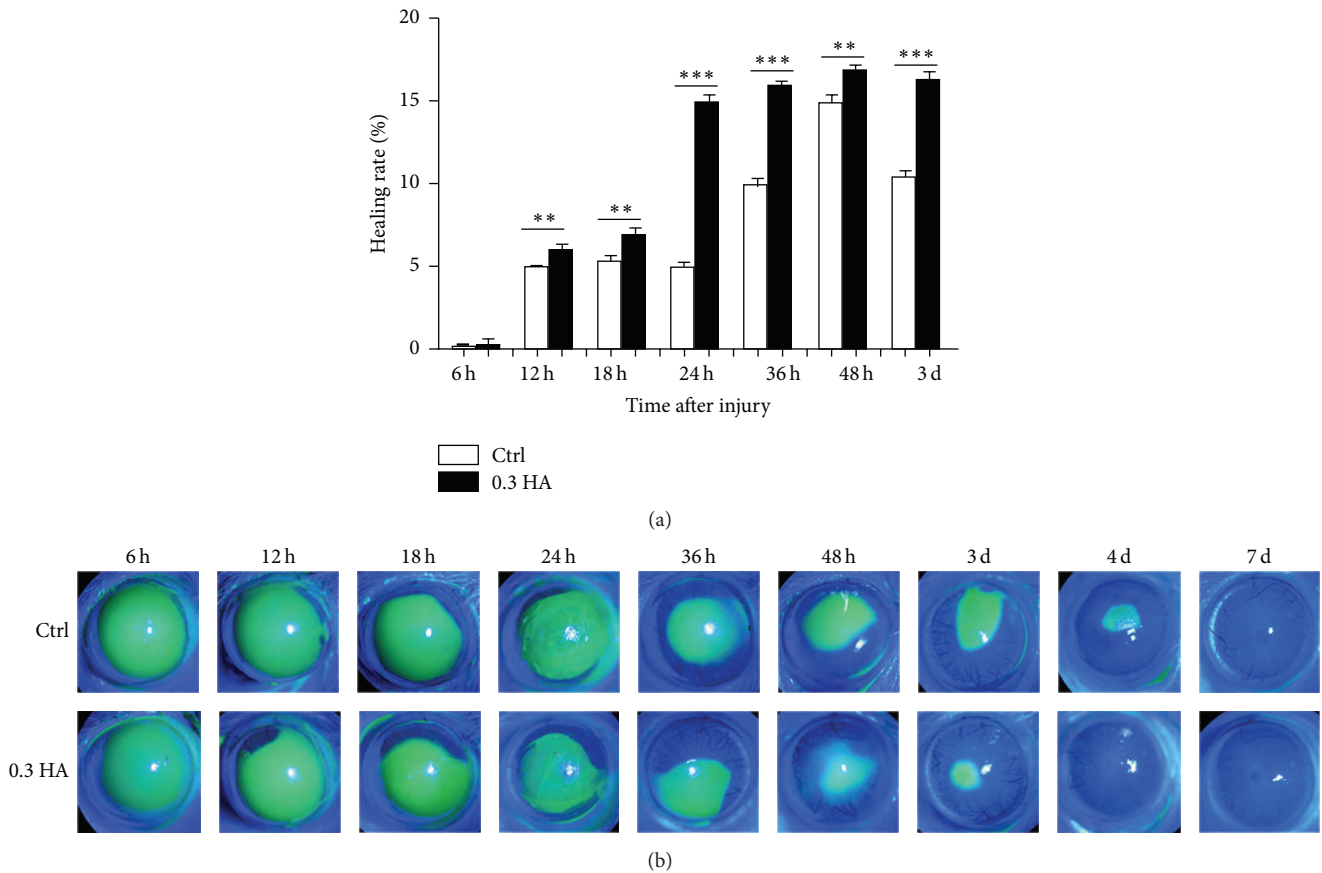 20
15
10
5
0
Healing rate (%)
** ** *** *** ** ***
6 h 12 h 18 h 24 h 36 h 48 h 3 d
Time after injury
Ctrl
0.3 HA
(a)
6 h 12 h 18 h 24 h 36 h 48 h 3 d 4 d 7 d
Ctrl
0.3 HA
(b)